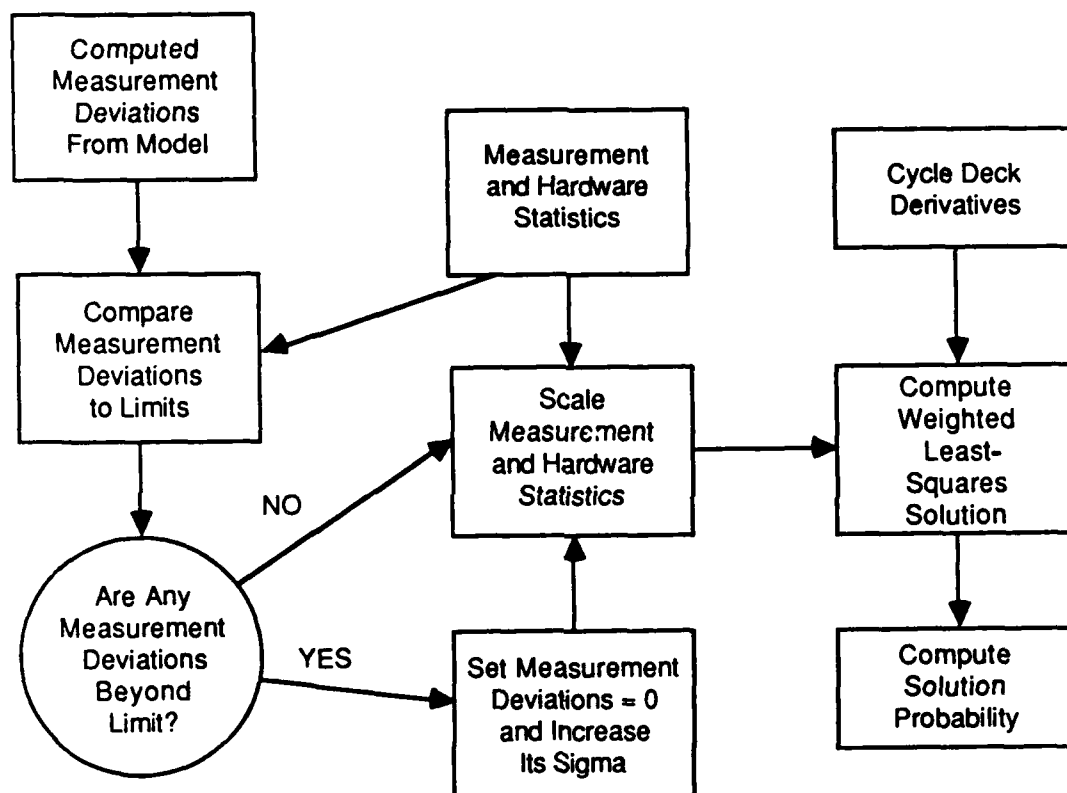 Computed
Measurement
Deviations
From Model
Measurement
and Hardware
Statistics
Cycle Deck
Derivatives
Compare
Measurement
Deviations
to Limits
Scale
Measurement
and Hardware
Statistics
Compute
Weighted
Least-
Squares
Solution
NO
Are Any
Measurement
Deviations
Beyond
Limit?
YES
Set Measurement
Deviations = 0
and Increase
Its Sigma
Compute
Solution
Probability